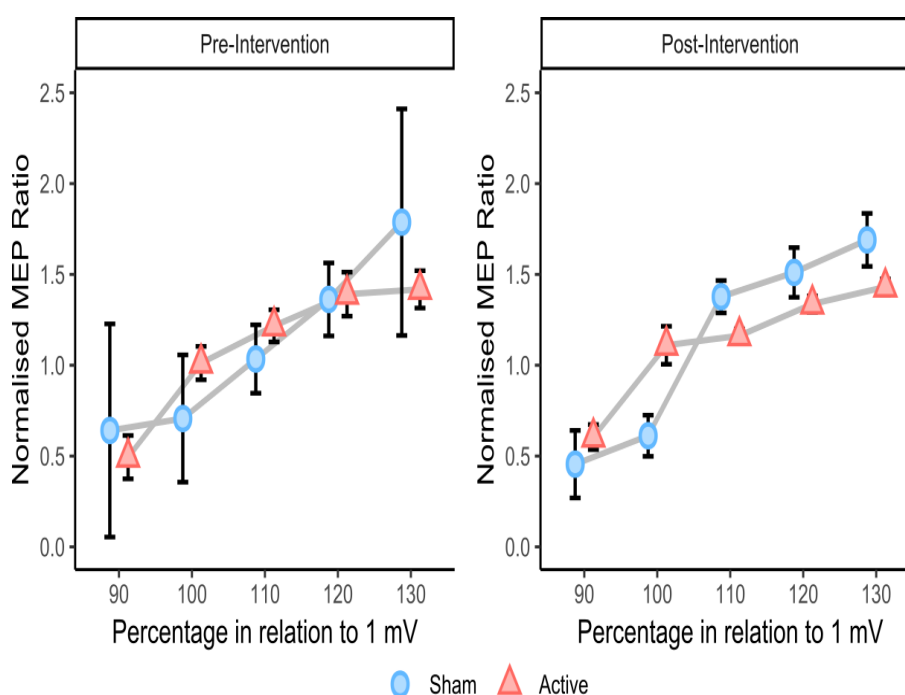 Pre-Intervention
Post-Intervention
Normalised MEP Ratio
2.5
2.0
1.5
1.0
0.5
0.0
90 100 110 120 130
Percentage in relation to 1 mV
Normalised MEP Ratio
2.5
2.0
1.5
1.0
0.5
0.0
90 100 110 120 130
Percentage in relation to 1 mV
Sham Active